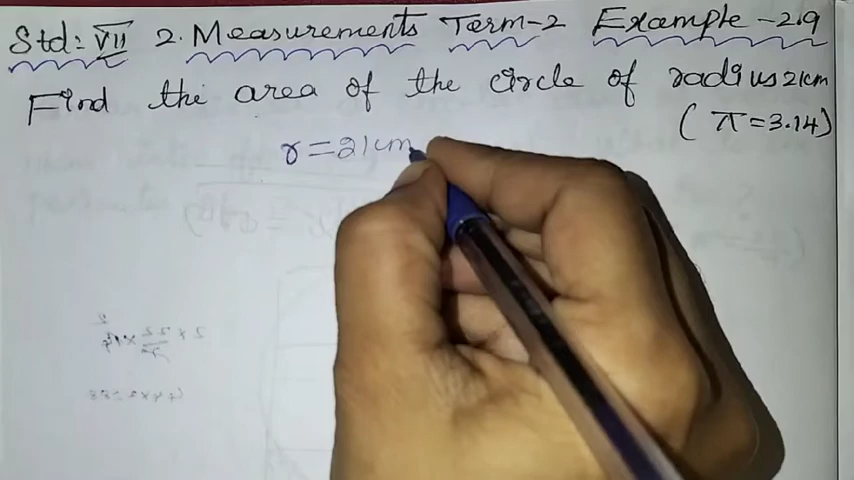 Std: VII 2. Measurements Term-2 Example-2.9
Find the area of the circle of radius 21cm
(π=3.14)
r=21cm